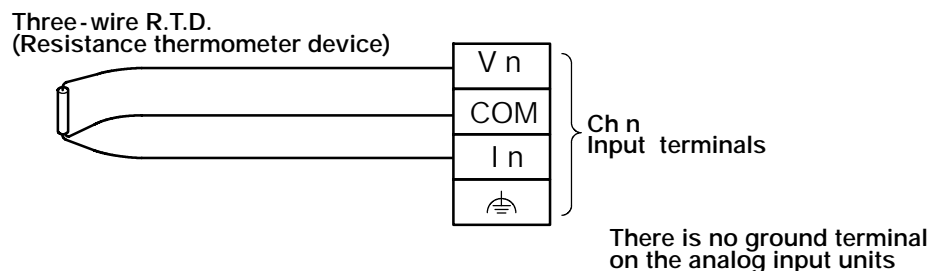 Three-wire R.T.D.
(Resistance thermometer device)
V n
COM
I n
Ch n
Input terminals
There is no ground terminal
on the analog input units